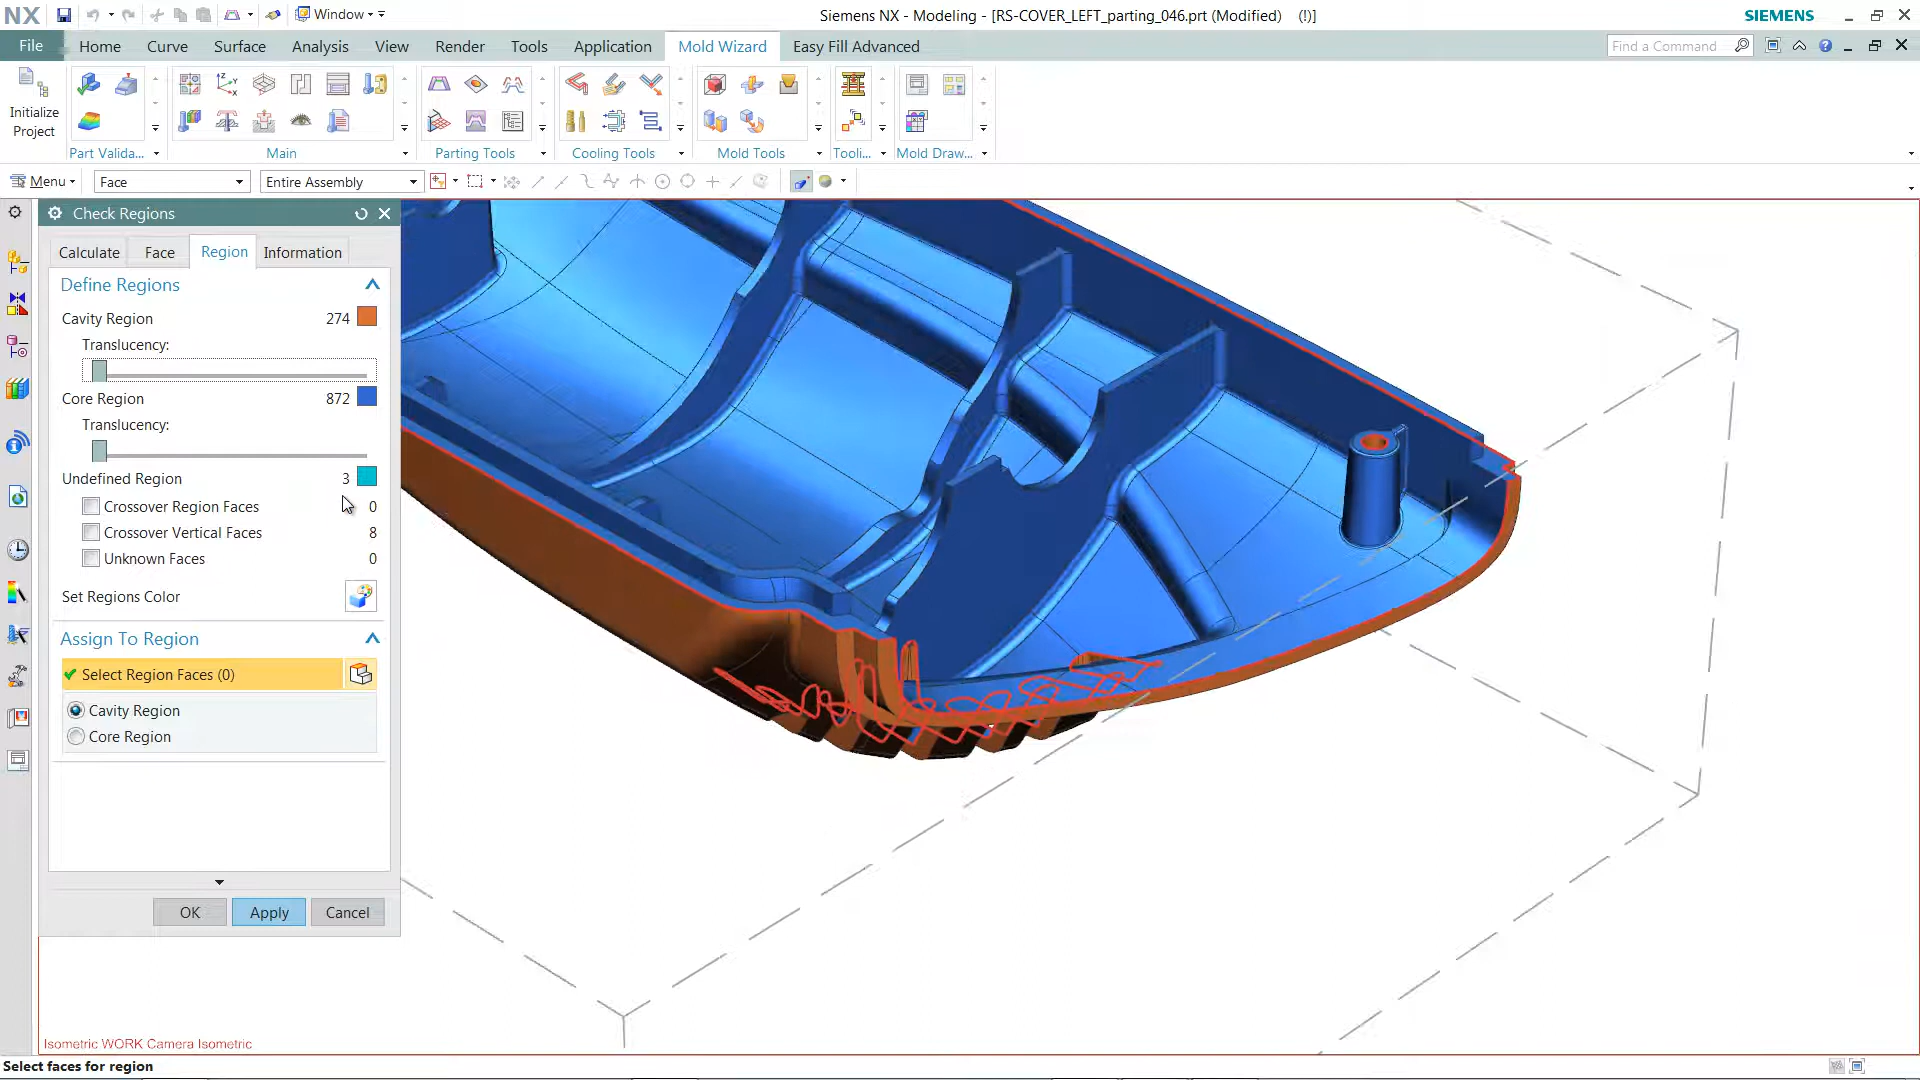 NX
Window
Siemens NX - Modeling - [RS-COVER_LEFT_parting_046.prt (Modified) (!)]
SIEMENS
File
Home
Curve
Surface
Analysis
View
Render
Tools
Application
Mold Wizard
Easy Fill Advanced
Find a Command
Initialize
Project
Part Valida...
Main
Parting Tools
Cooling Tools
Mold Tools
Tooli...
Mold Draw...
Menu
Face
Entire Assembly
Check Regions
Calculate
Face
Region
Information
Define Regions
Cavity Region 274
Translucency:
Core Region 872
Translucency:
Undefined Region 3
Crossover Region Faces 0
Crossover Vertical Faces 8
Unknown Faces 0
Set Regions Color
Assign To Region
Select Region Faces (0)
Cavity Region
Core Region
OK
Apply
Cancel
Isometric WORK Camera Isometric
Select faces for region